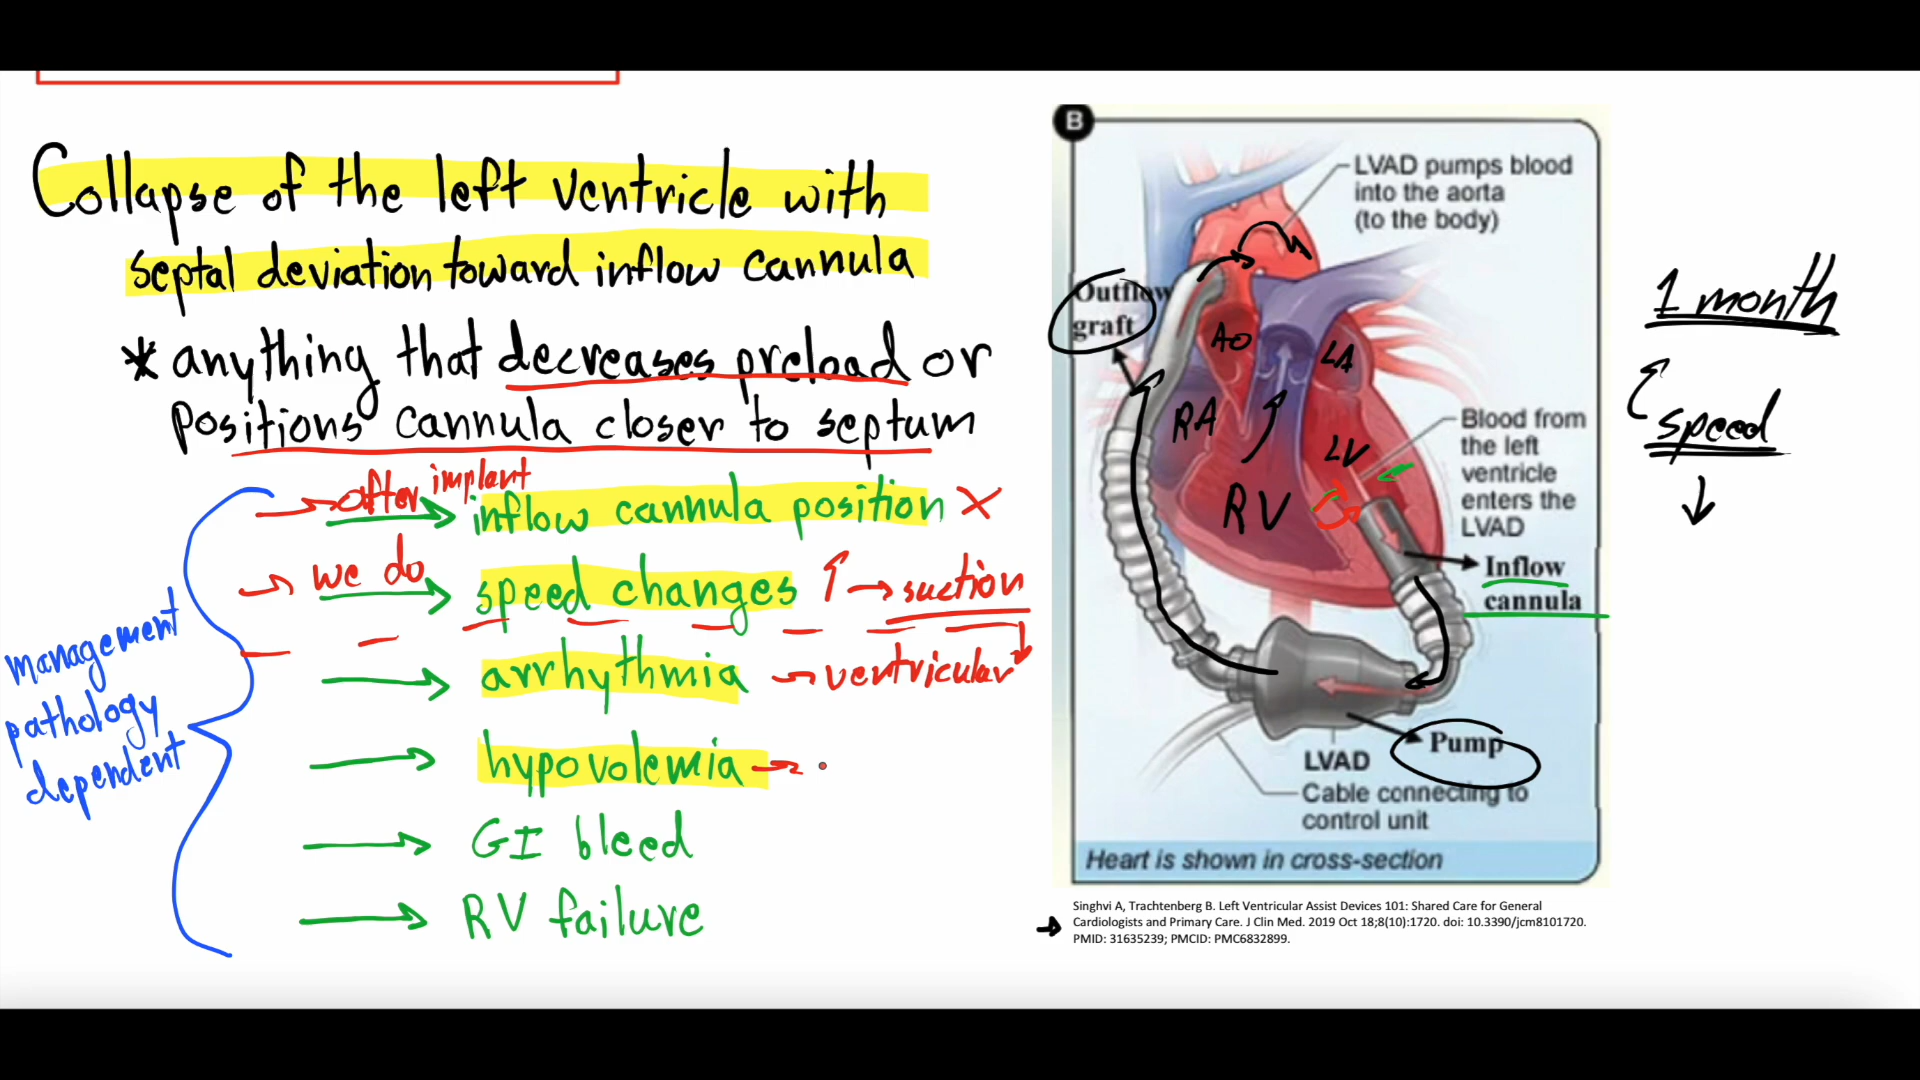 Collapse of the left ventricle with
septal deviation toward inflow cannula
* anything that decreases preload or
positions cannula closer to septum
after implant
inflow cannula position X
we do
speed changes ↑ → suction
arrhythmia → ventricular
hypovolemia →
GI bleed
RV failure
management
pathology
dependent
B
LVAD pumps blood
into the aorta
(to the body)
Outflow
graft
AO
LA
RA
LV
RV
Blood from
the left
ventricle
enters the
LVAD
Inflow
cannula
Pump
LVAD
Cable connecting to
control unit
Heart is shown in cross-section
1 month
speed
Singhvi A, Trachtenberg B. Left Ventricular Assist Devices 101: Shared Care for General
Cardiologists and Primary Care. J Clin Med. 2019 Oct 18;8(10):1720. doi: 10.3390/jcm8101720.
PMID: 31635239; PMCID: PMC6832899.